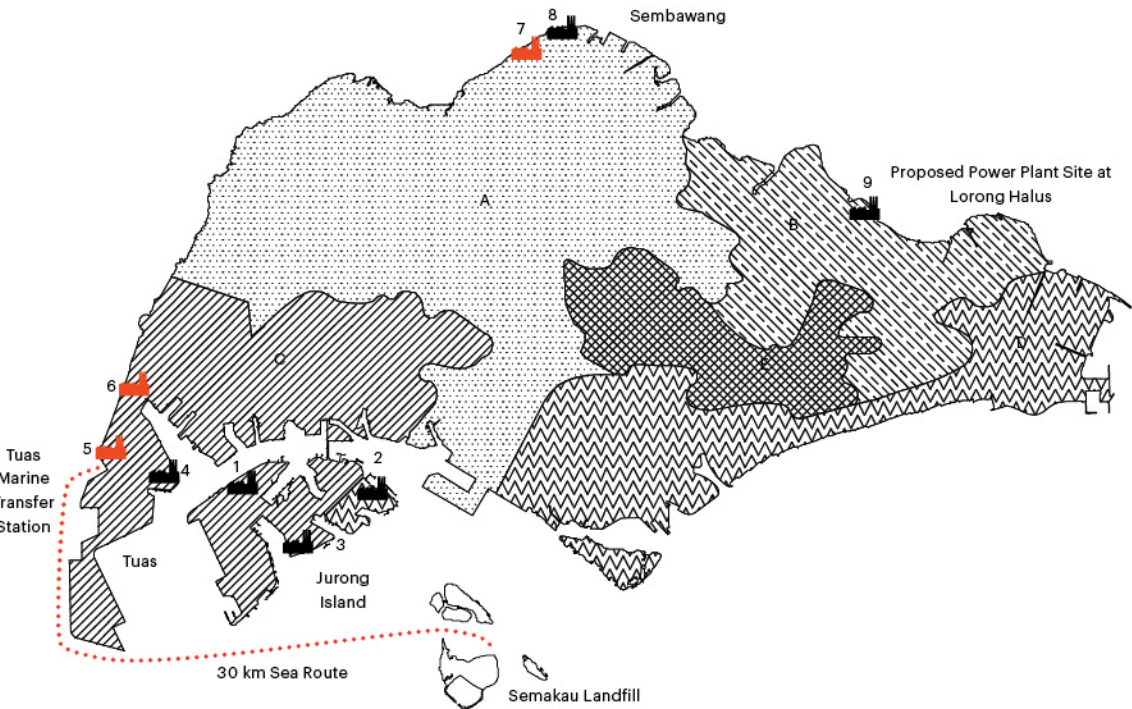 8
Sembawang
7
9
Proposed Power Plant Site at
Lorong Halus
A
B
C
D
E
6
5
Tuas
Marine
Transfer
Station
4
1
2
3
Tuas
Jurong
Island
30 km Sea Route
Semakau Landfill